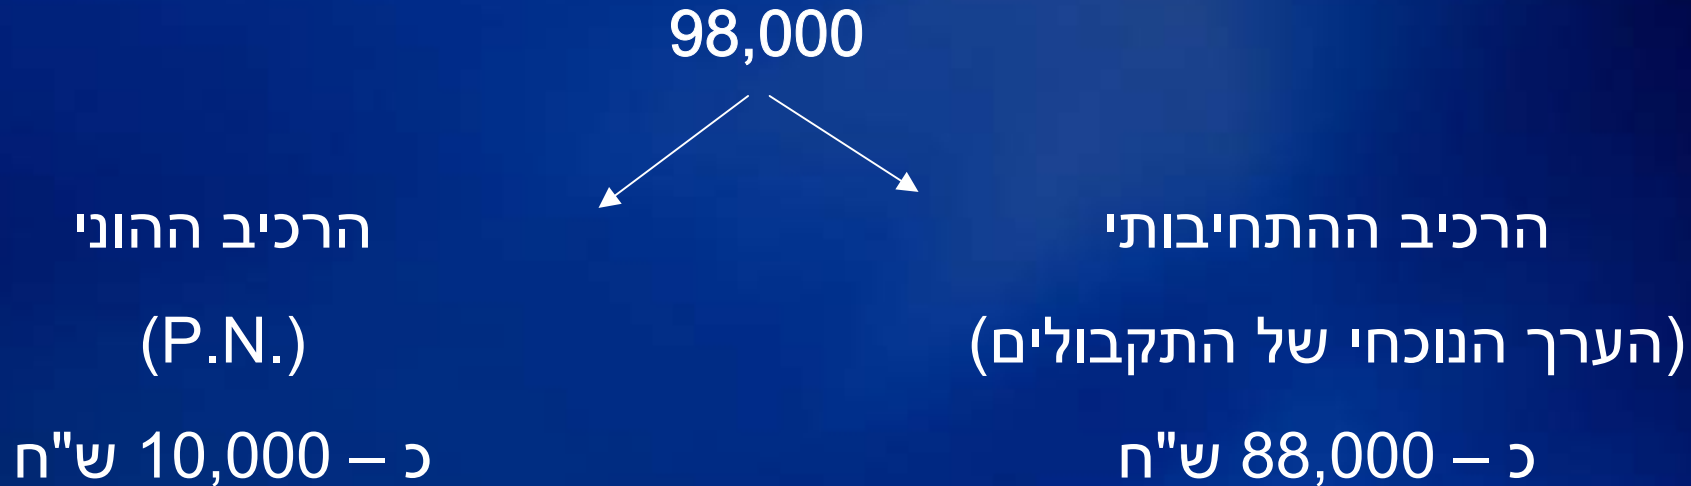 98,000
הרכיב ההתחיבותי
(הערך הנוכחי של התקבולים)
כ – 88,000 ש"ח
הרכיב ההוני
(P.N.)
כ – 10,000 ש"ח